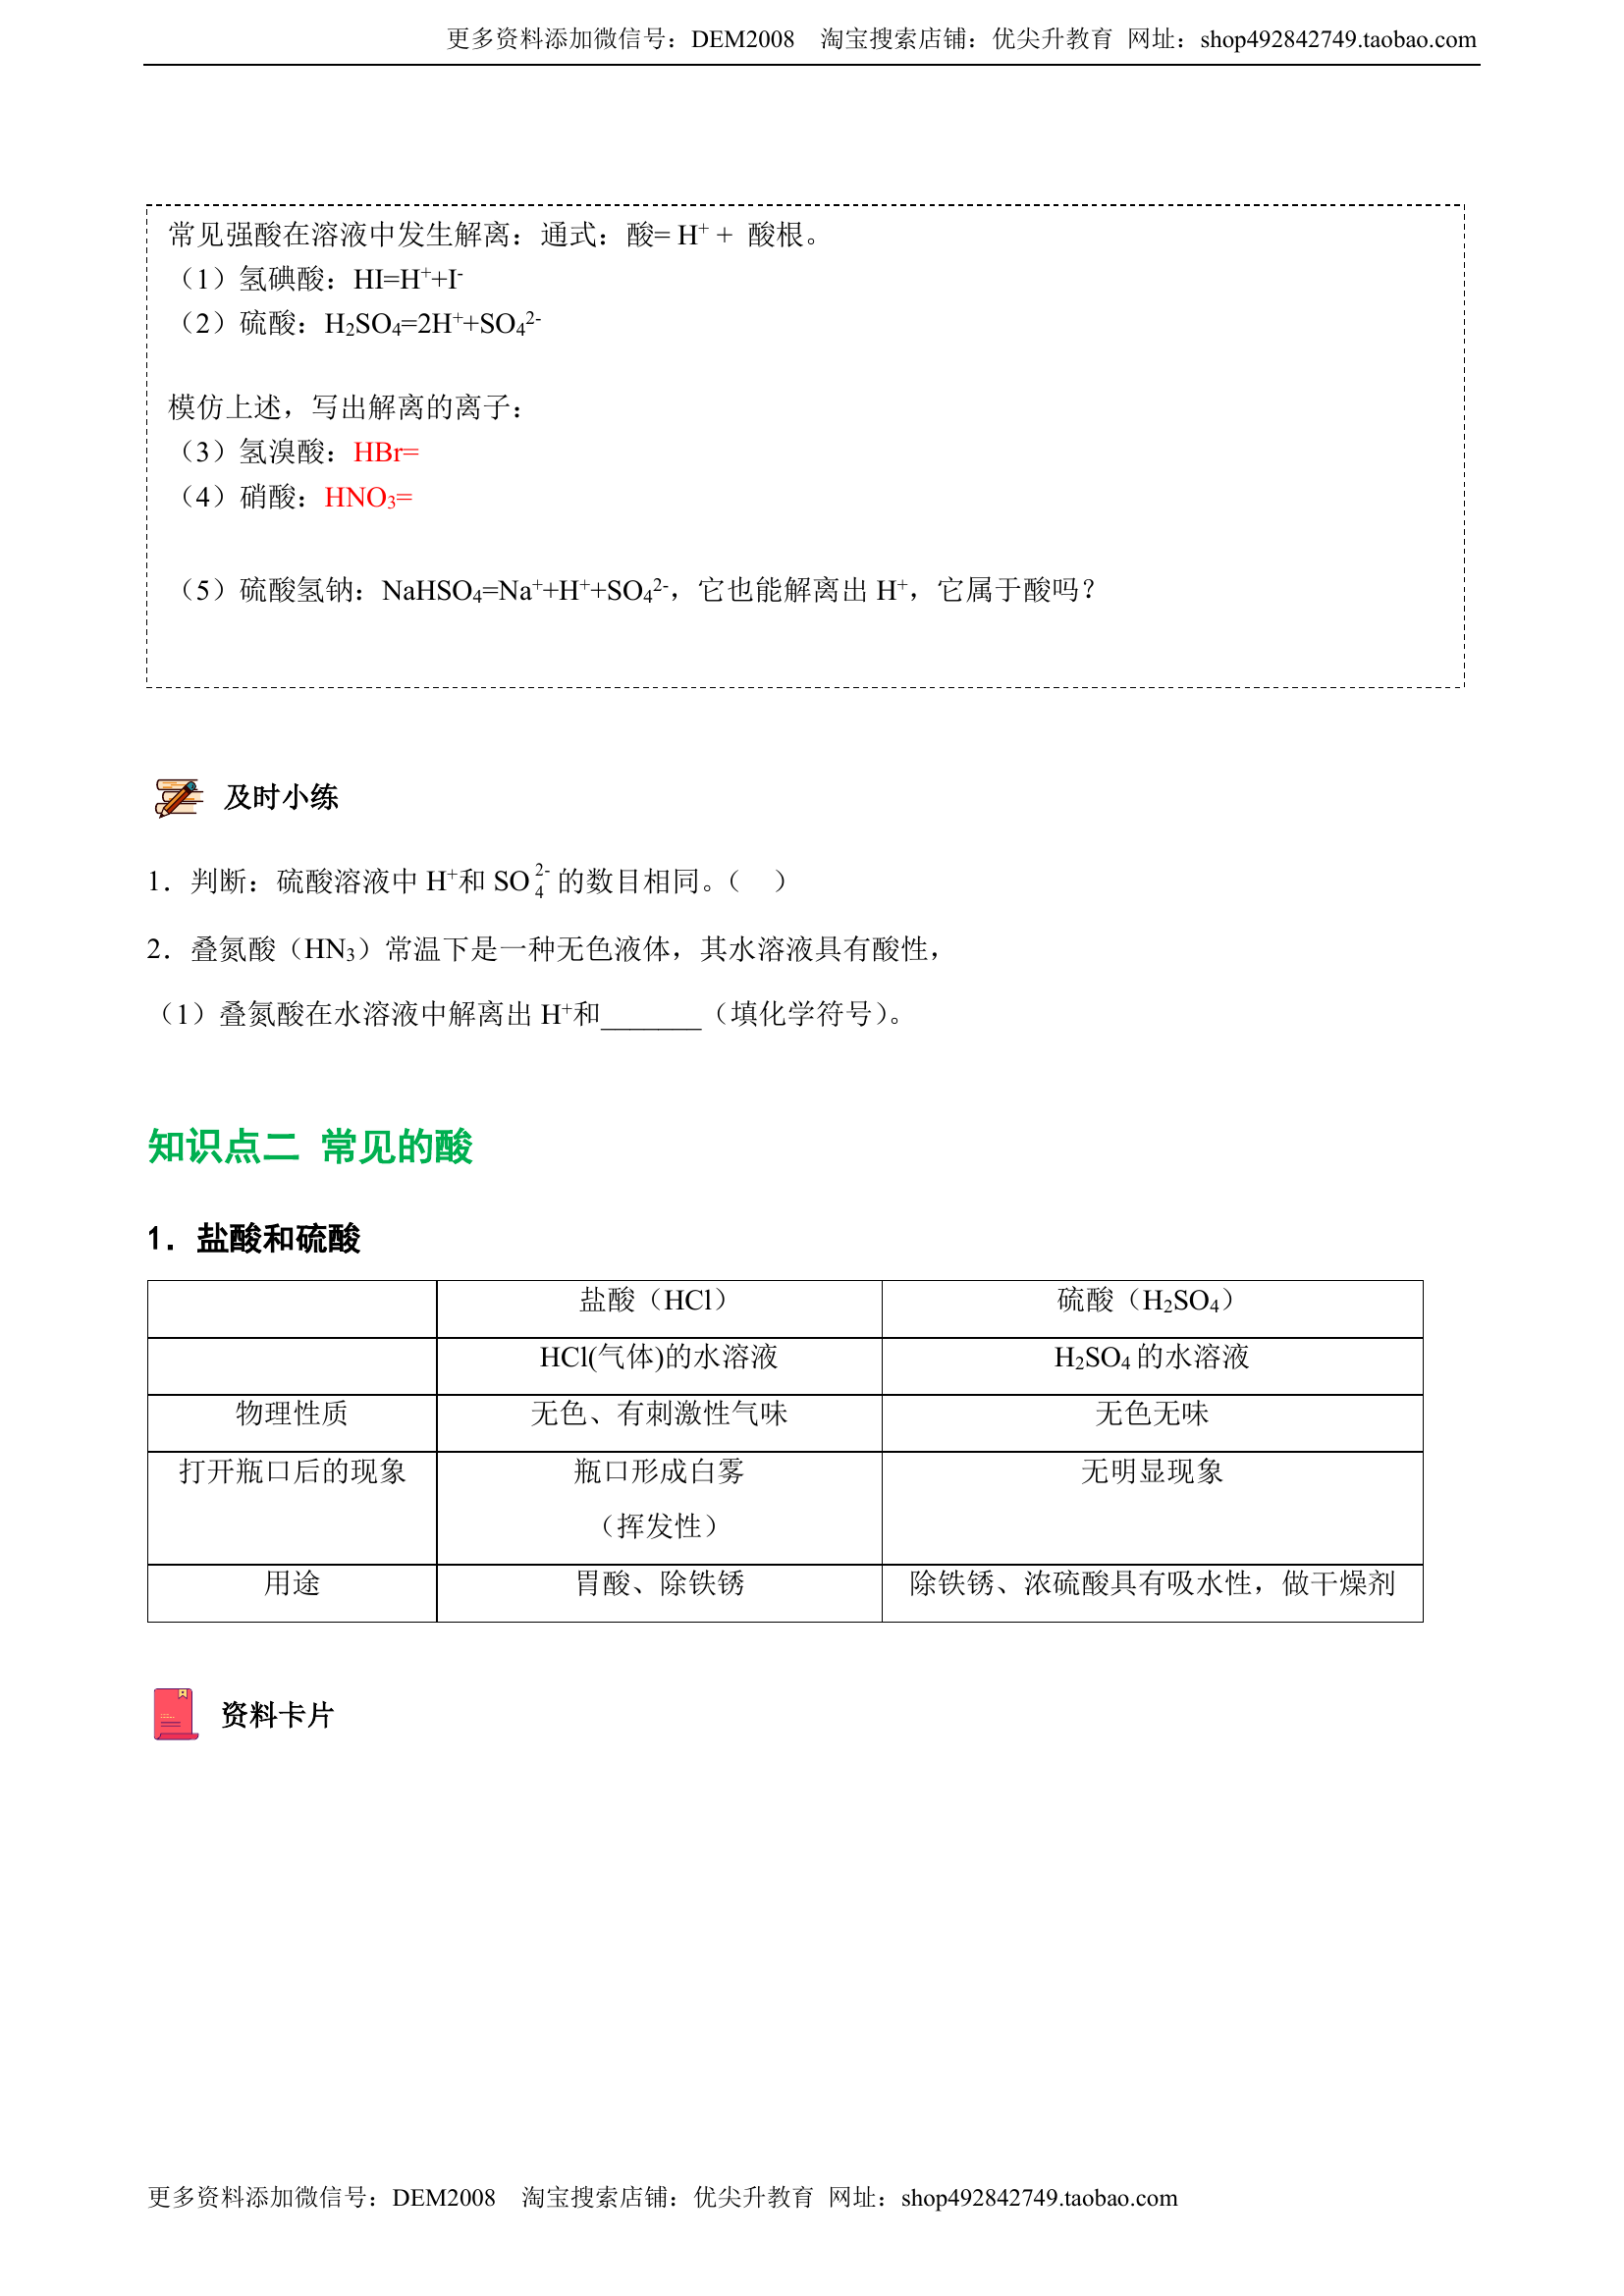 更多资料添加微信号：DEM2008 淘宝搜索店铺：优尖升教育 网址：shop492842749.taobao.com
常见强酸在溶液中发生解离：通式：酸= H⁺ + 酸根。
（1）氢碘酸：HI=H⁺+I⁻
（2）硫酸：H₂SO₄=2H⁺+SO₄²⁻
模仿上述，写出解离的离子：
（3）氢溴酸：HBr=
（4）硝酸：HNO₃=
（5）硫酸氢钠：NaHSO₄=Na⁺+H⁺+SO₄²⁻，它也能解离出 H⁺，它属于酸吗？
及时小练
1．判断：硫酸溶液中 H⁺和 SO₄²⁻ 的数目相同。（ ）
2．叠氮酸（HN₃）常温下是一种无色液体，其水溶液具有酸性，
（1）叠氮酸在水溶液中解离出 H⁺和_______（填化学符号）。
知识点二 常见的酸
1．盐酸和硫酸
盐酸（HCl） 硫酸（H₂SO₄）
HCl(气体)的水溶液 H₂SO₄ 的水溶液
物理性质 无色、有刺激性气味 无色无味
打开瓶口后的现象 瓶口形成白雾 无明显现象
（挥发性）
用途 胃酸、除铁锈 除铁锈、浓硫酸具有吸水性，做干燥剂
资料卡片
更多资料添加微信号：DEM2008 淘宝搜索店铺：优尖升教育 网址：shop492842749.taobao.com